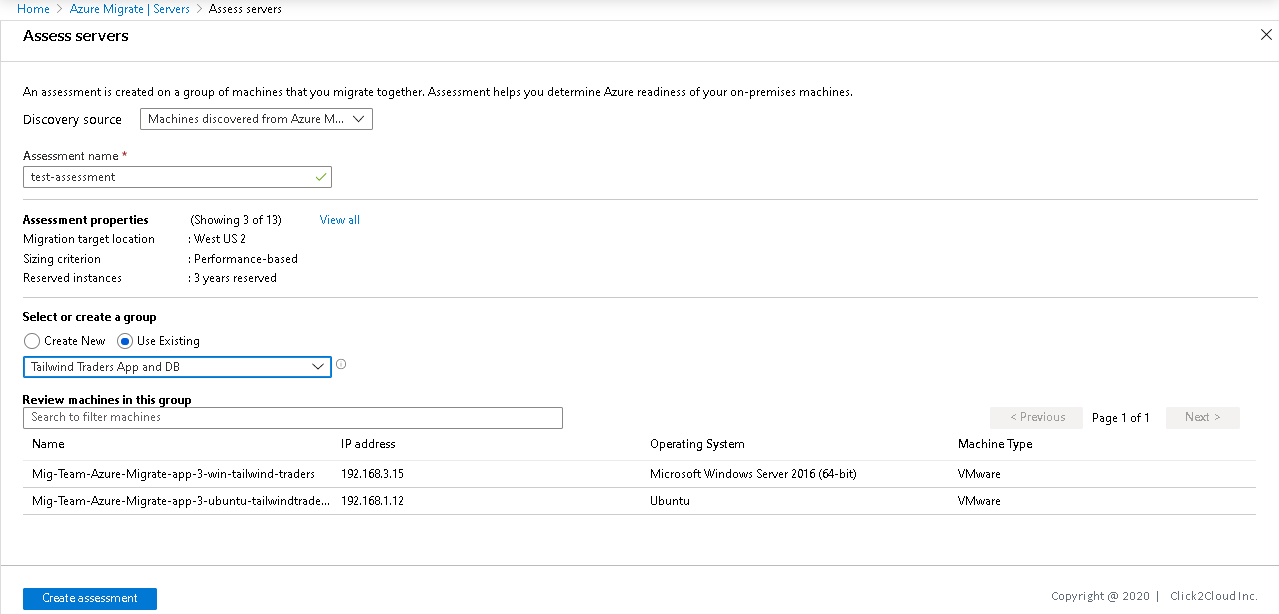 Home > Azure Migrate | Servers > Assess servers
Assess servers
An assessment is created on a group of machines that you migrate together. Assessment helps you determine Azure readiness of your on-premises machines.
Discovery source Machines discovered from Azure M...
Assessment name *
test-assessment
Assessment properties (Showing 3 of 13) View all
Migration target location : West US 2
Sizing criterion : Performance-based
Reserved instances : 3 years reserved
Select or create a group
Create New Use Existing
Tailwind Traders App and DB
Review machines in this group
Search to filter machines < Previous Page 1 of 1 Next >
Name IP address Operating System Machine Type
Mig-Team-Azure-Migrate-app-3-win-tailwind-traders 192.168.3.15 Microsoft Windows Server 2016 (64-bit) VMware
Mig-Team-Azure-Migrate-app-3-ubuntu-tailwindtrade... 192.168.1.12 Ubuntu VMware
Create assessment Copyright @ 2020 | Click2Cloud Inc.